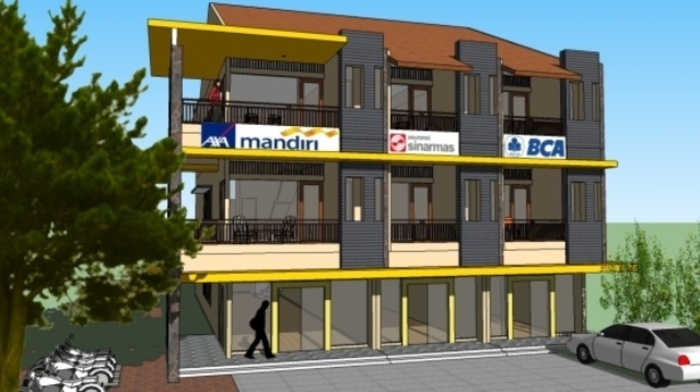 AXA mandiri
asuransi
sinarmas
BCA